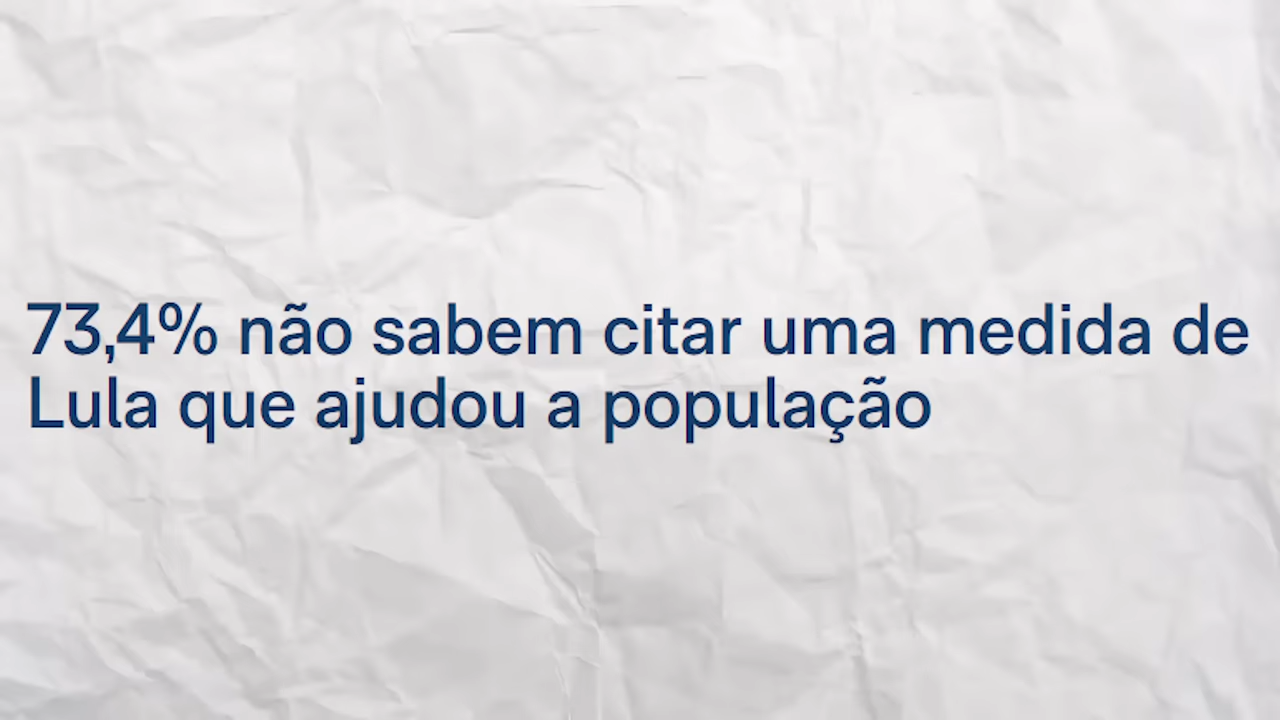 73,4% não sabem citar uma medida de
Lula que ajudou a população